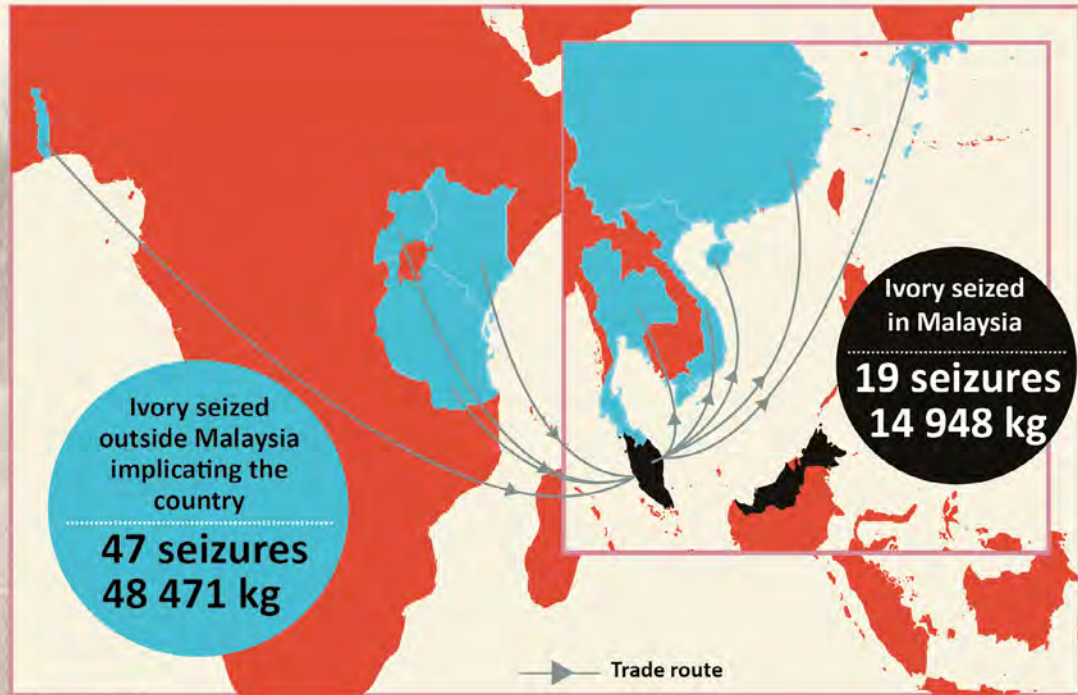 Ivory seized
in Malaysia
19 seizures
14 948 kg
Ivory seized
outside Malaysia
implicating the
country
47 seizures
48 471 kg
Trade route